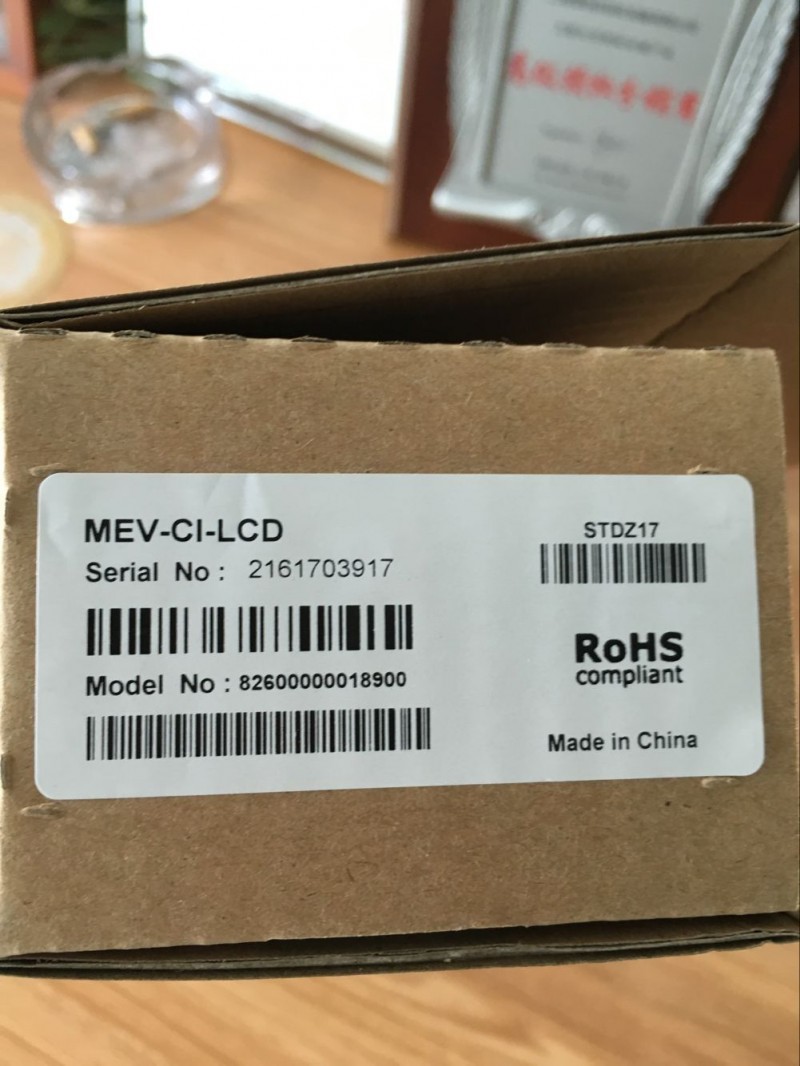 MEV-CI-LCD
Serial No : 2161703917
Model No : 82600000018900
STDZ17
RoHS
compliant
Made in China